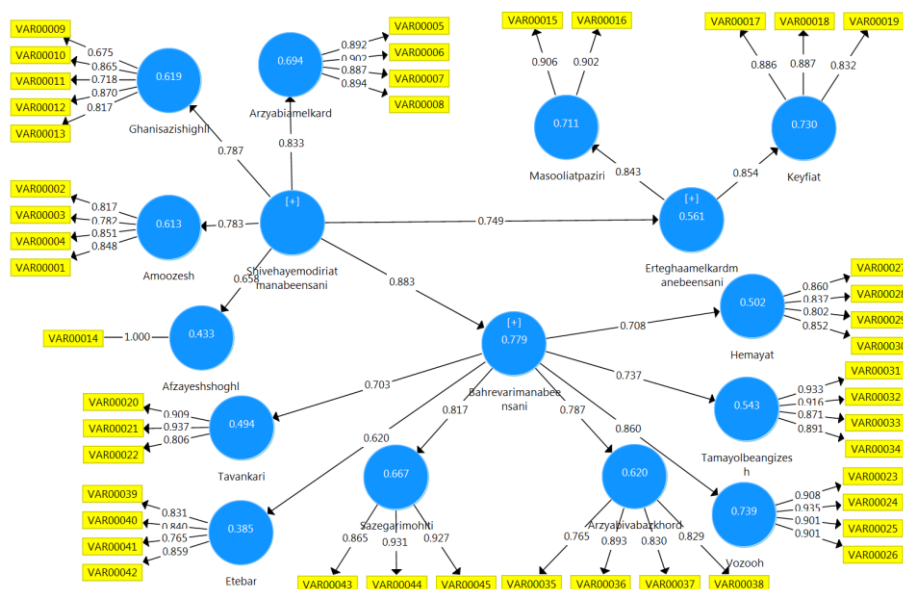 VAR00009
VAR00010
VAR00011
VAR00012
VAR00013
0.675
0.865
0.718
0.870
0.817
0.619
Ghanisazishighll
0.787
0.694
Arzyabiamelkard
0.833
0.892
0.902
0.887
0.894
VAR00005
VAR00006
VAR00007
VAR00008
VAR00015
VAR00016
0.906
0.902
0.711
Masooliatpaziri
0.843
VAR00017
VAR00018
VAR00019
0.886
0.887
0.832
0.730
Keyfiat
0.854
VAR00002
VAR00003
VAR00004
VAR00001
0.817
0.787
0.851
0.848
0.613
Amoozesh
0.783
[+]
Shivehayemodiriat
manabeensani
0.749
[+]
0.561
Erteghaamelkardm
anebeensani
0.658
0.883
VAR00014
1.000
0.433
Afzayeshshoghl
[+]
0.779
Bahrevarimanabee
nsani
0.708
0.502
Hemayat
0.860
0.837
0.802
0.852
VAR00027
VAR00028
VAR00029
VAR00030
0.737
0.543
Tamayolbeangizes
h
0.933
0.916
0.871
0.891
VAR00031
VAR00032
VAR00033
VAR00034
VAR00020
VAR00021
VAR00022
0.909
0.937
0.806
0.494
Tavankari
0.703
0.620
0.817
0.787
0.860
VAR00039
VAR00040
VAR00041
VAR00042
0.831
0.840
0.765
0.859
0.385
Etebar
0.667
Sazegarimohiti
0.865
0.931
0.927
VAR00043
VAR00044
VAR00045
0.620
Arzyabivabazkhord
0.765
0.893
0.830
0.829
VAR00035
VAR00036
VAR00037
VAR00038
0.739
Vozooh
0.908
0.935
0.901
0.901
VAR00023
VAR00024
VAR00025
VAR00026